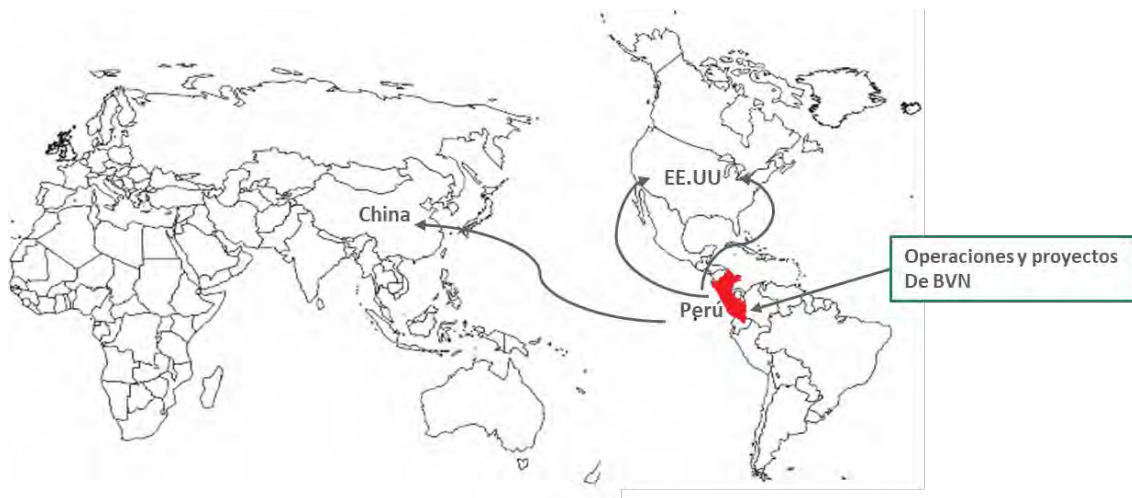 EE.UU
China
Operaciones y proyectos
De BVN
Perú